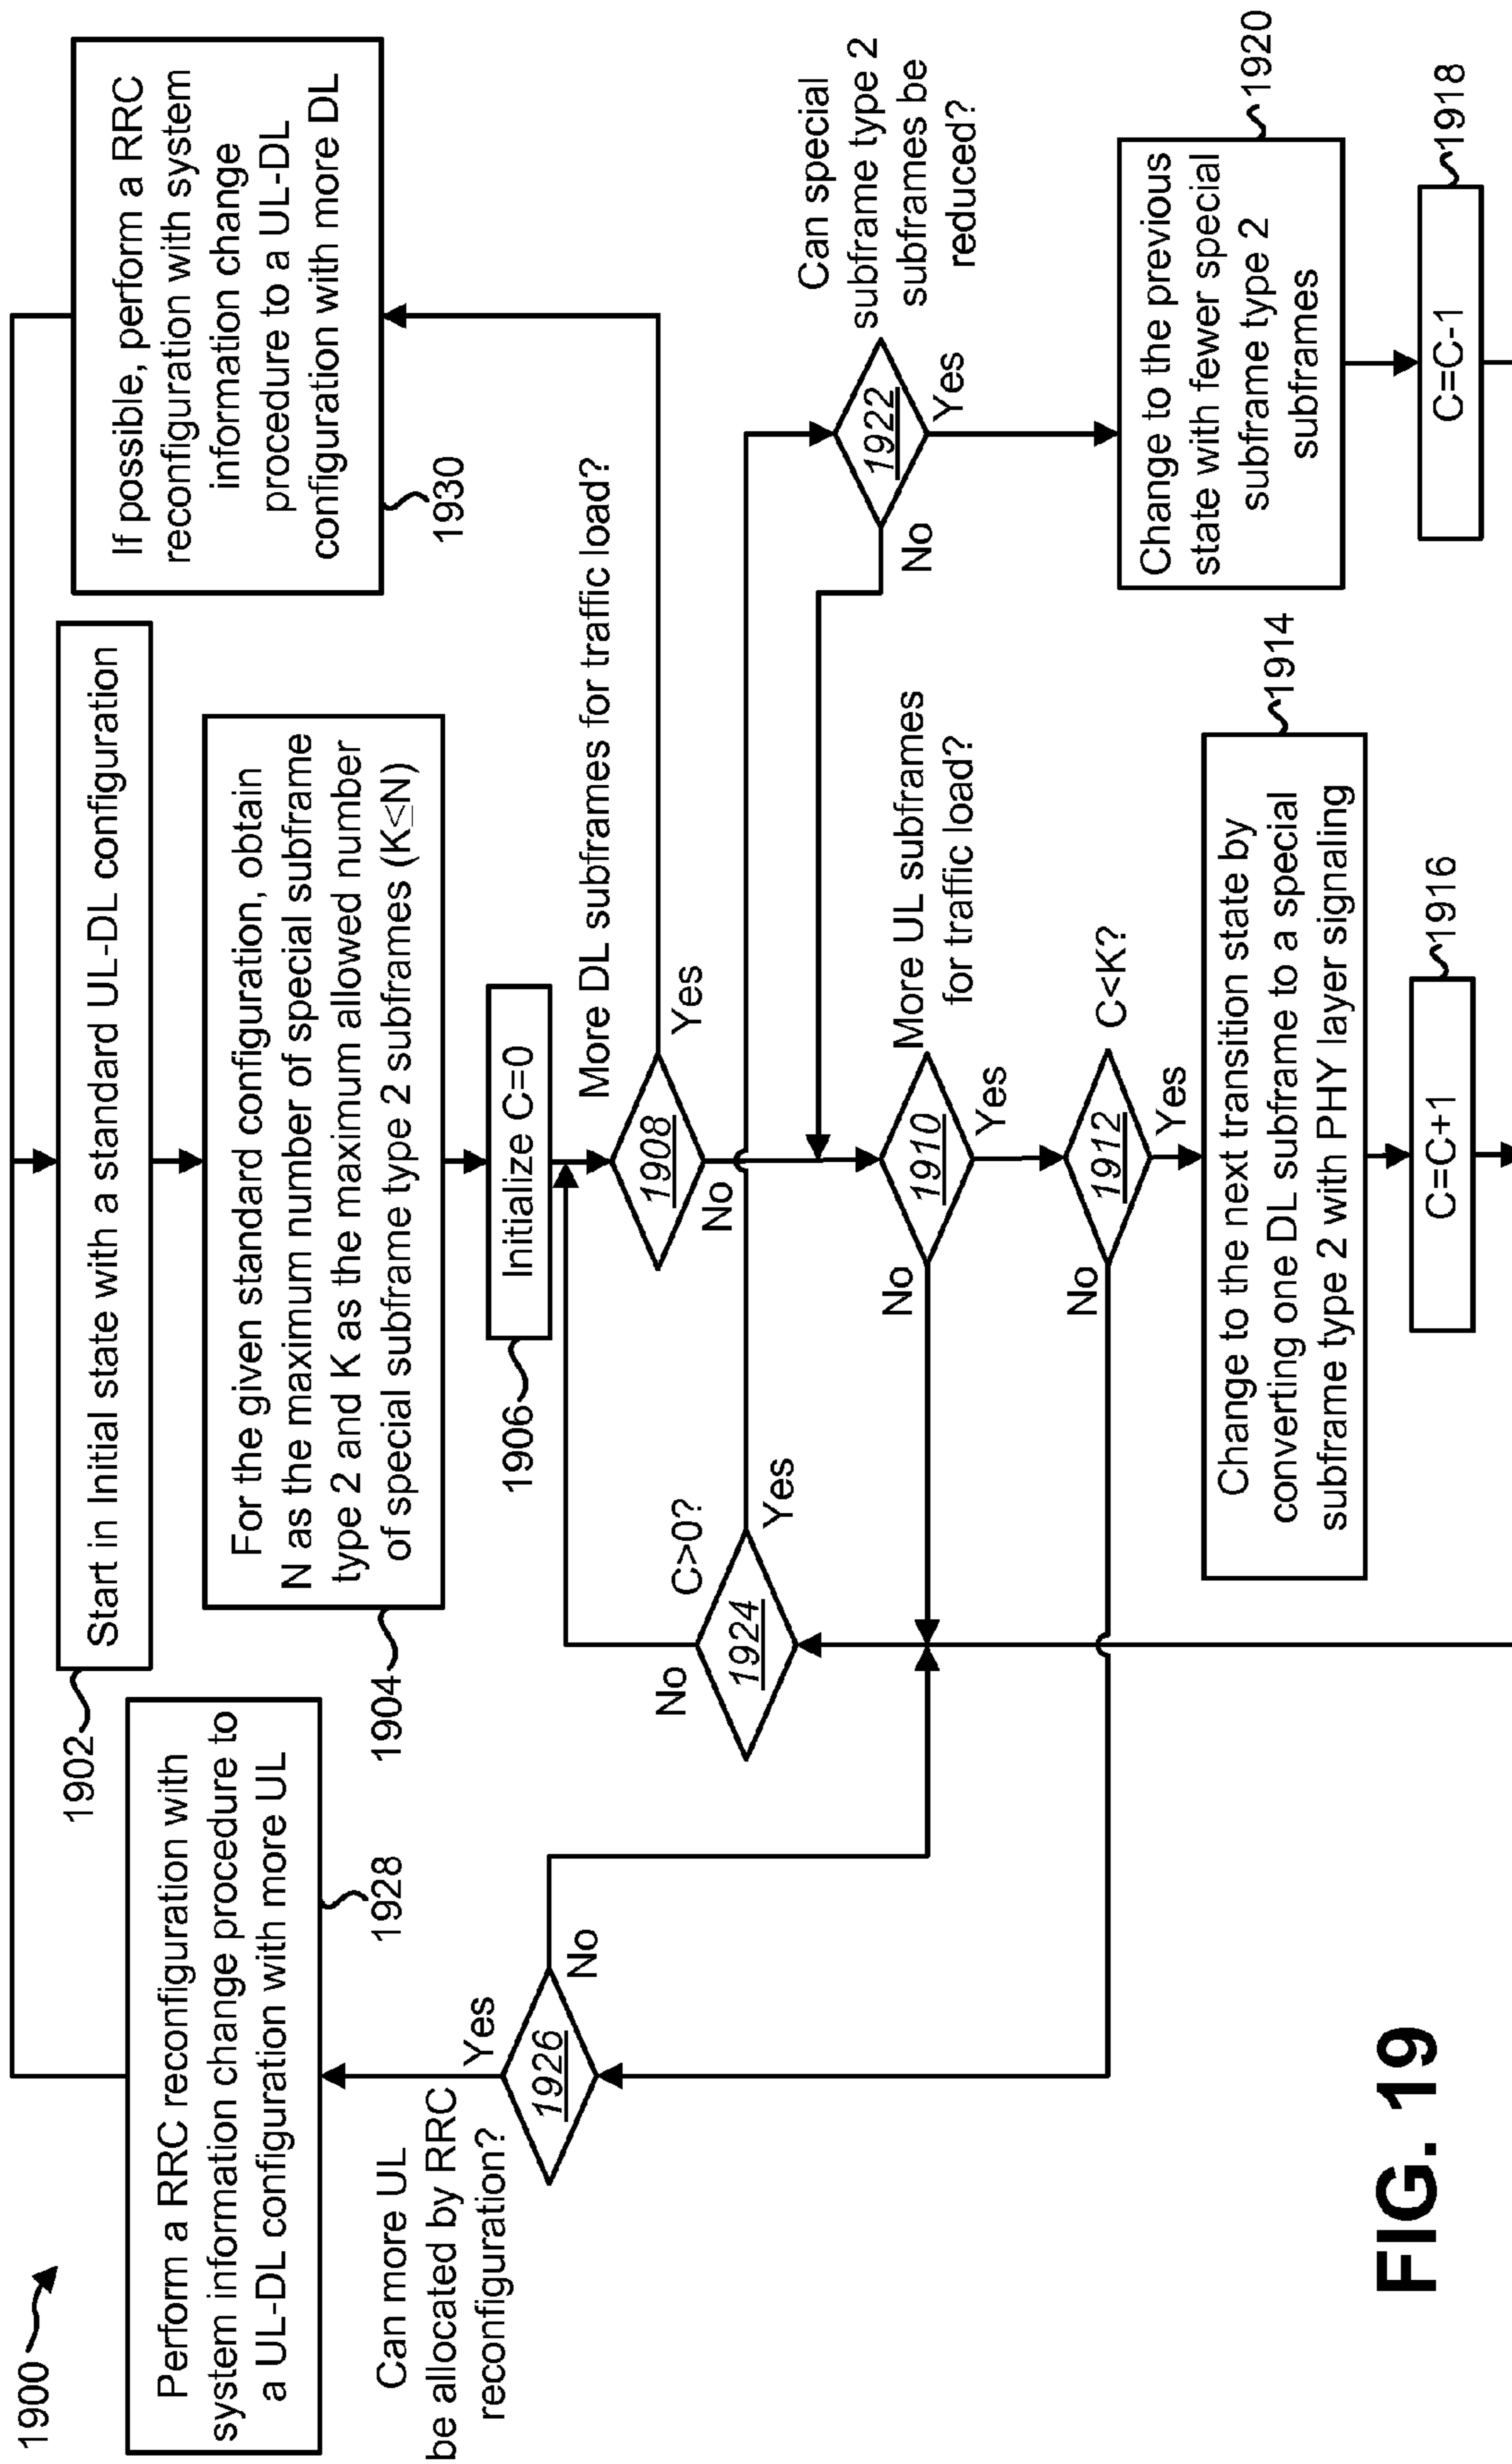 1900
Perform a RRC reconfiguration with
system information change procedure to
a UL-DL configuration with more UL
1928
Can more UL
be allocated by RRC
reconfiguration?
Yes
1926
No
1902
Start in Initial state with a standard UL-DL configuration
1904
For the given standard configuration, obtain
N as the maximum number of special subframe
type 2 and K as the maximum allowed number
of special subframe type 2 subframes (K≤N)
1906
Initialize C=0
More DL subframes for traffic load?
1908
Yes
No
C>0?
1924
No
Yes
More UL subframes
for traffic load?
1910
No
Yes
C<K?
1912
No
Yes
1914
Change to the next transition state by
converting one DL subframe to a special
subframe type 2 with PHY layer signaling
C=C+1
1916
If possible, perform a RRC
reconfiguration with system
information change
procedure to a UL-DL
configuration with more DL
1930
Can special
subframe type 2
subframes be
reduced?
1922
No
Yes
Change to the previous
state with fewer special
subframe type 2
subframes
1920
C=C-1
1918
FIG. 19